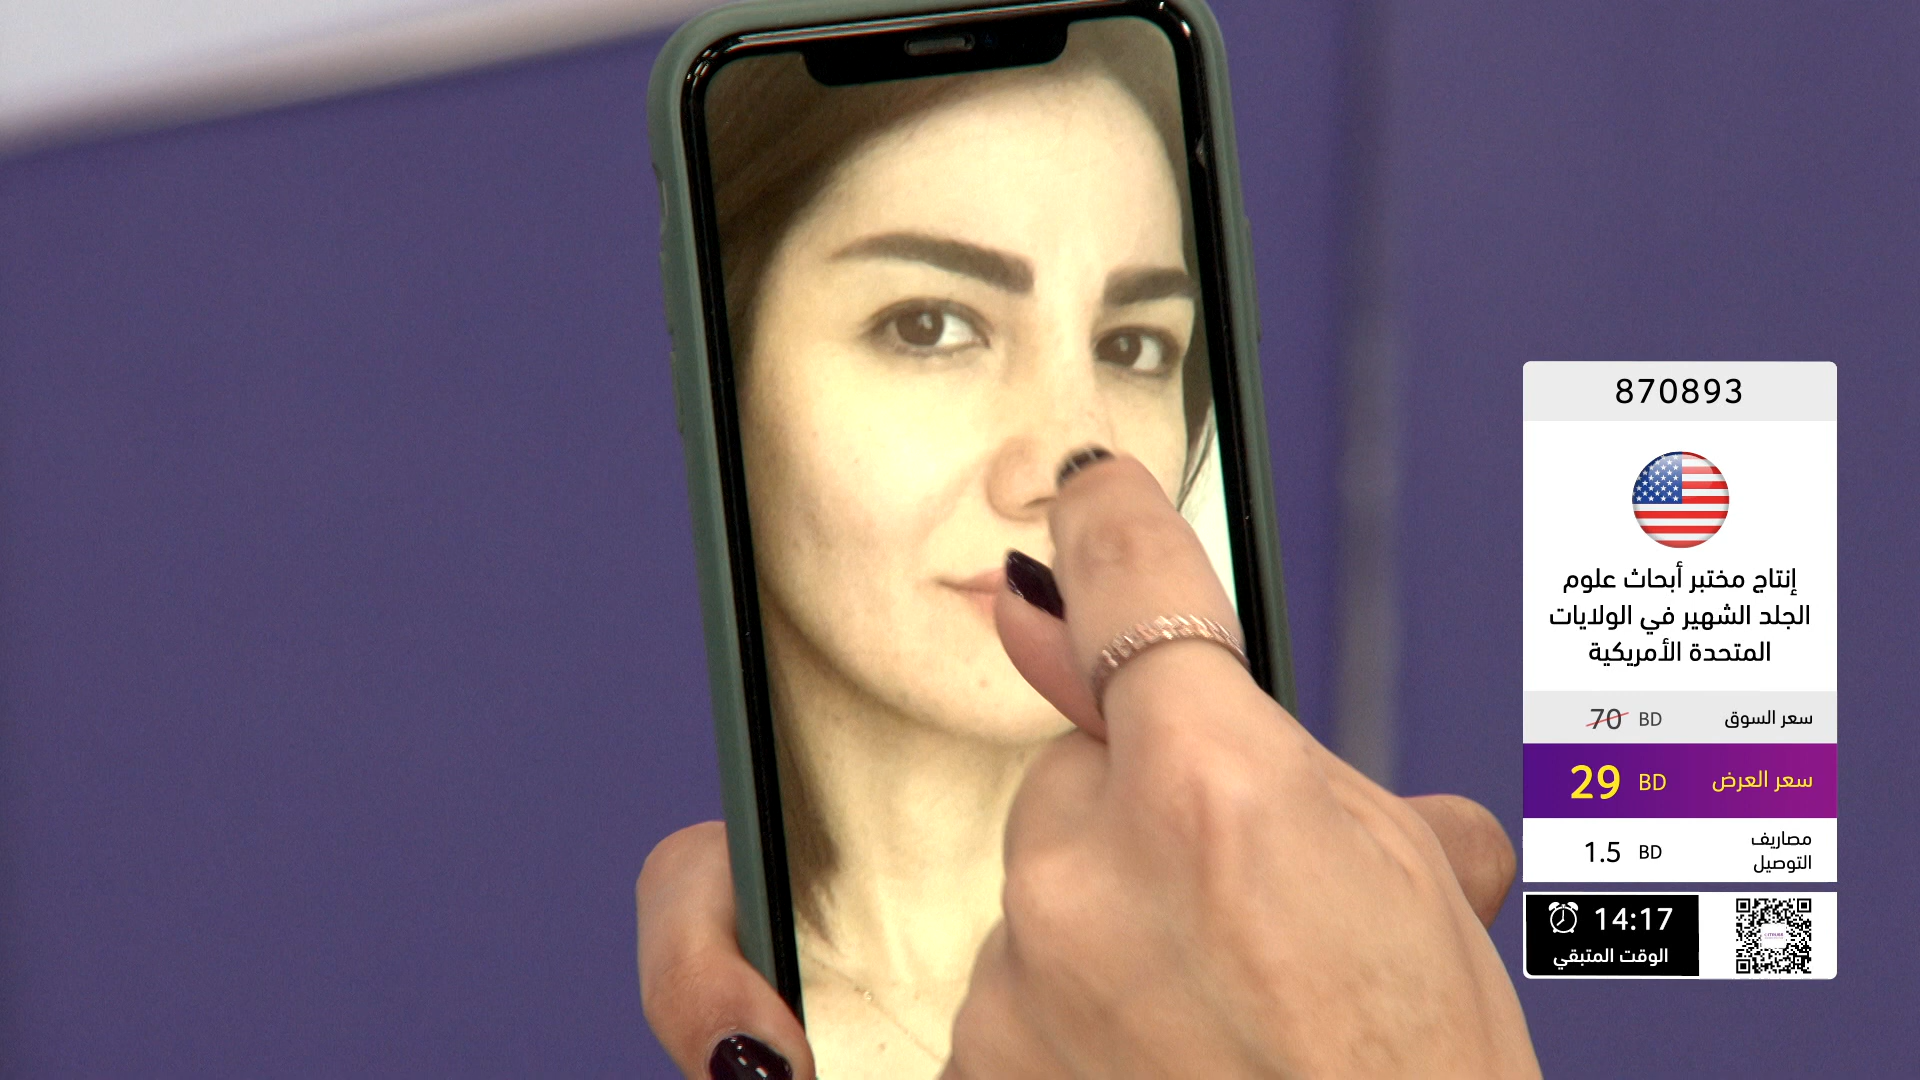 870893
إنتاج مختبر أبحاث علوم
الجلد الشهير في الولايات
المتحدة الأمريكية
سعر السوق BD 70
سعر العرض BD 29
مصاريف
التوصيل
BD 1.5
14:17
الوقت المتبقي